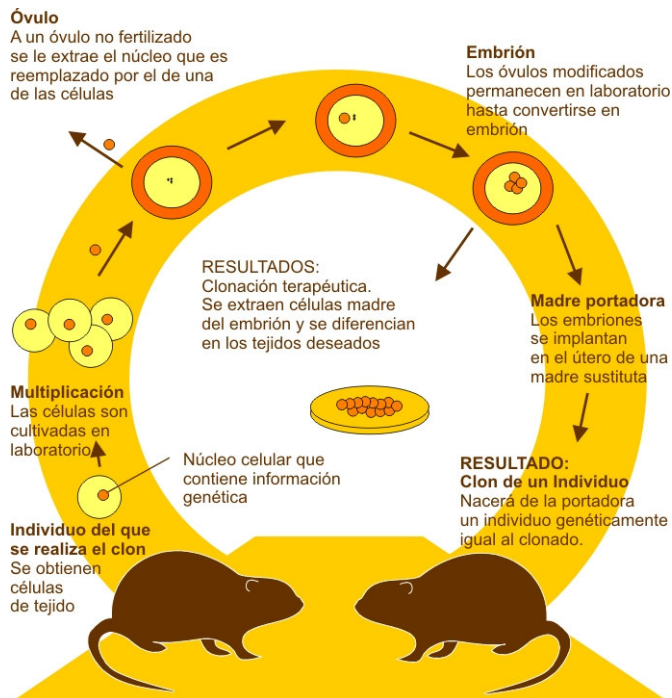 Óvulo
A un óvulo no fertilizado
se le extrae el núcleo que es
reemplazado por el de una
de las células
Embrión
Los óvulos modificados
permanecen en laboratorio
hasta convertirse en
embrión
RESULTADOS:
Clonación terapéutica.
Se extraen células madre
del embrión y se diferencian
en los tejidos deseados
Madre portadora
Los embriones
se implantan
en el útero de una
madre sustituta
Multiplicación
Las células son
cultivadas en
laboratorio
Núcleo celular que
contiene información
genética
RESULTADO:
Clon de un Individuo
Nacerá de la portadora
un individuo genéticamente
igual al clonado.
Individuo del que
se realiza el clon
Se obtienen
células
de tejido